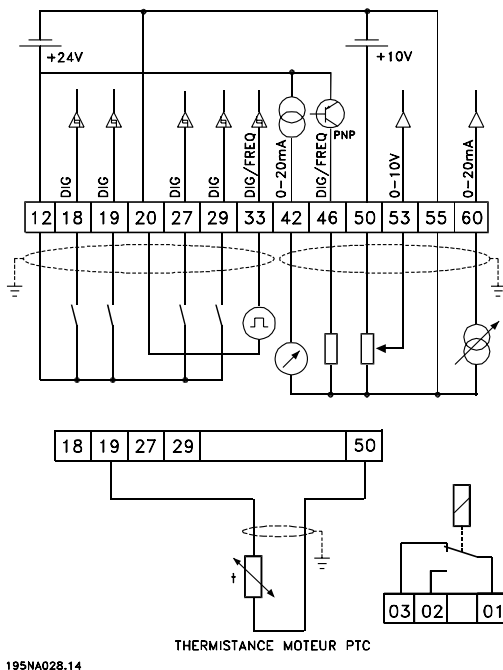 +24V
+10V
DIG
DIG
DIG
DIG
DIG/FREQ
0-20mA
DIG/FREQ
PNP
0-10V
0-20mA
12 18 19 20 27 29 33 42 46 50 53 55 60
18 19 27 29 50
t
03 02 01
THERMISTANCE MOTEUR PTC
195NA028.14